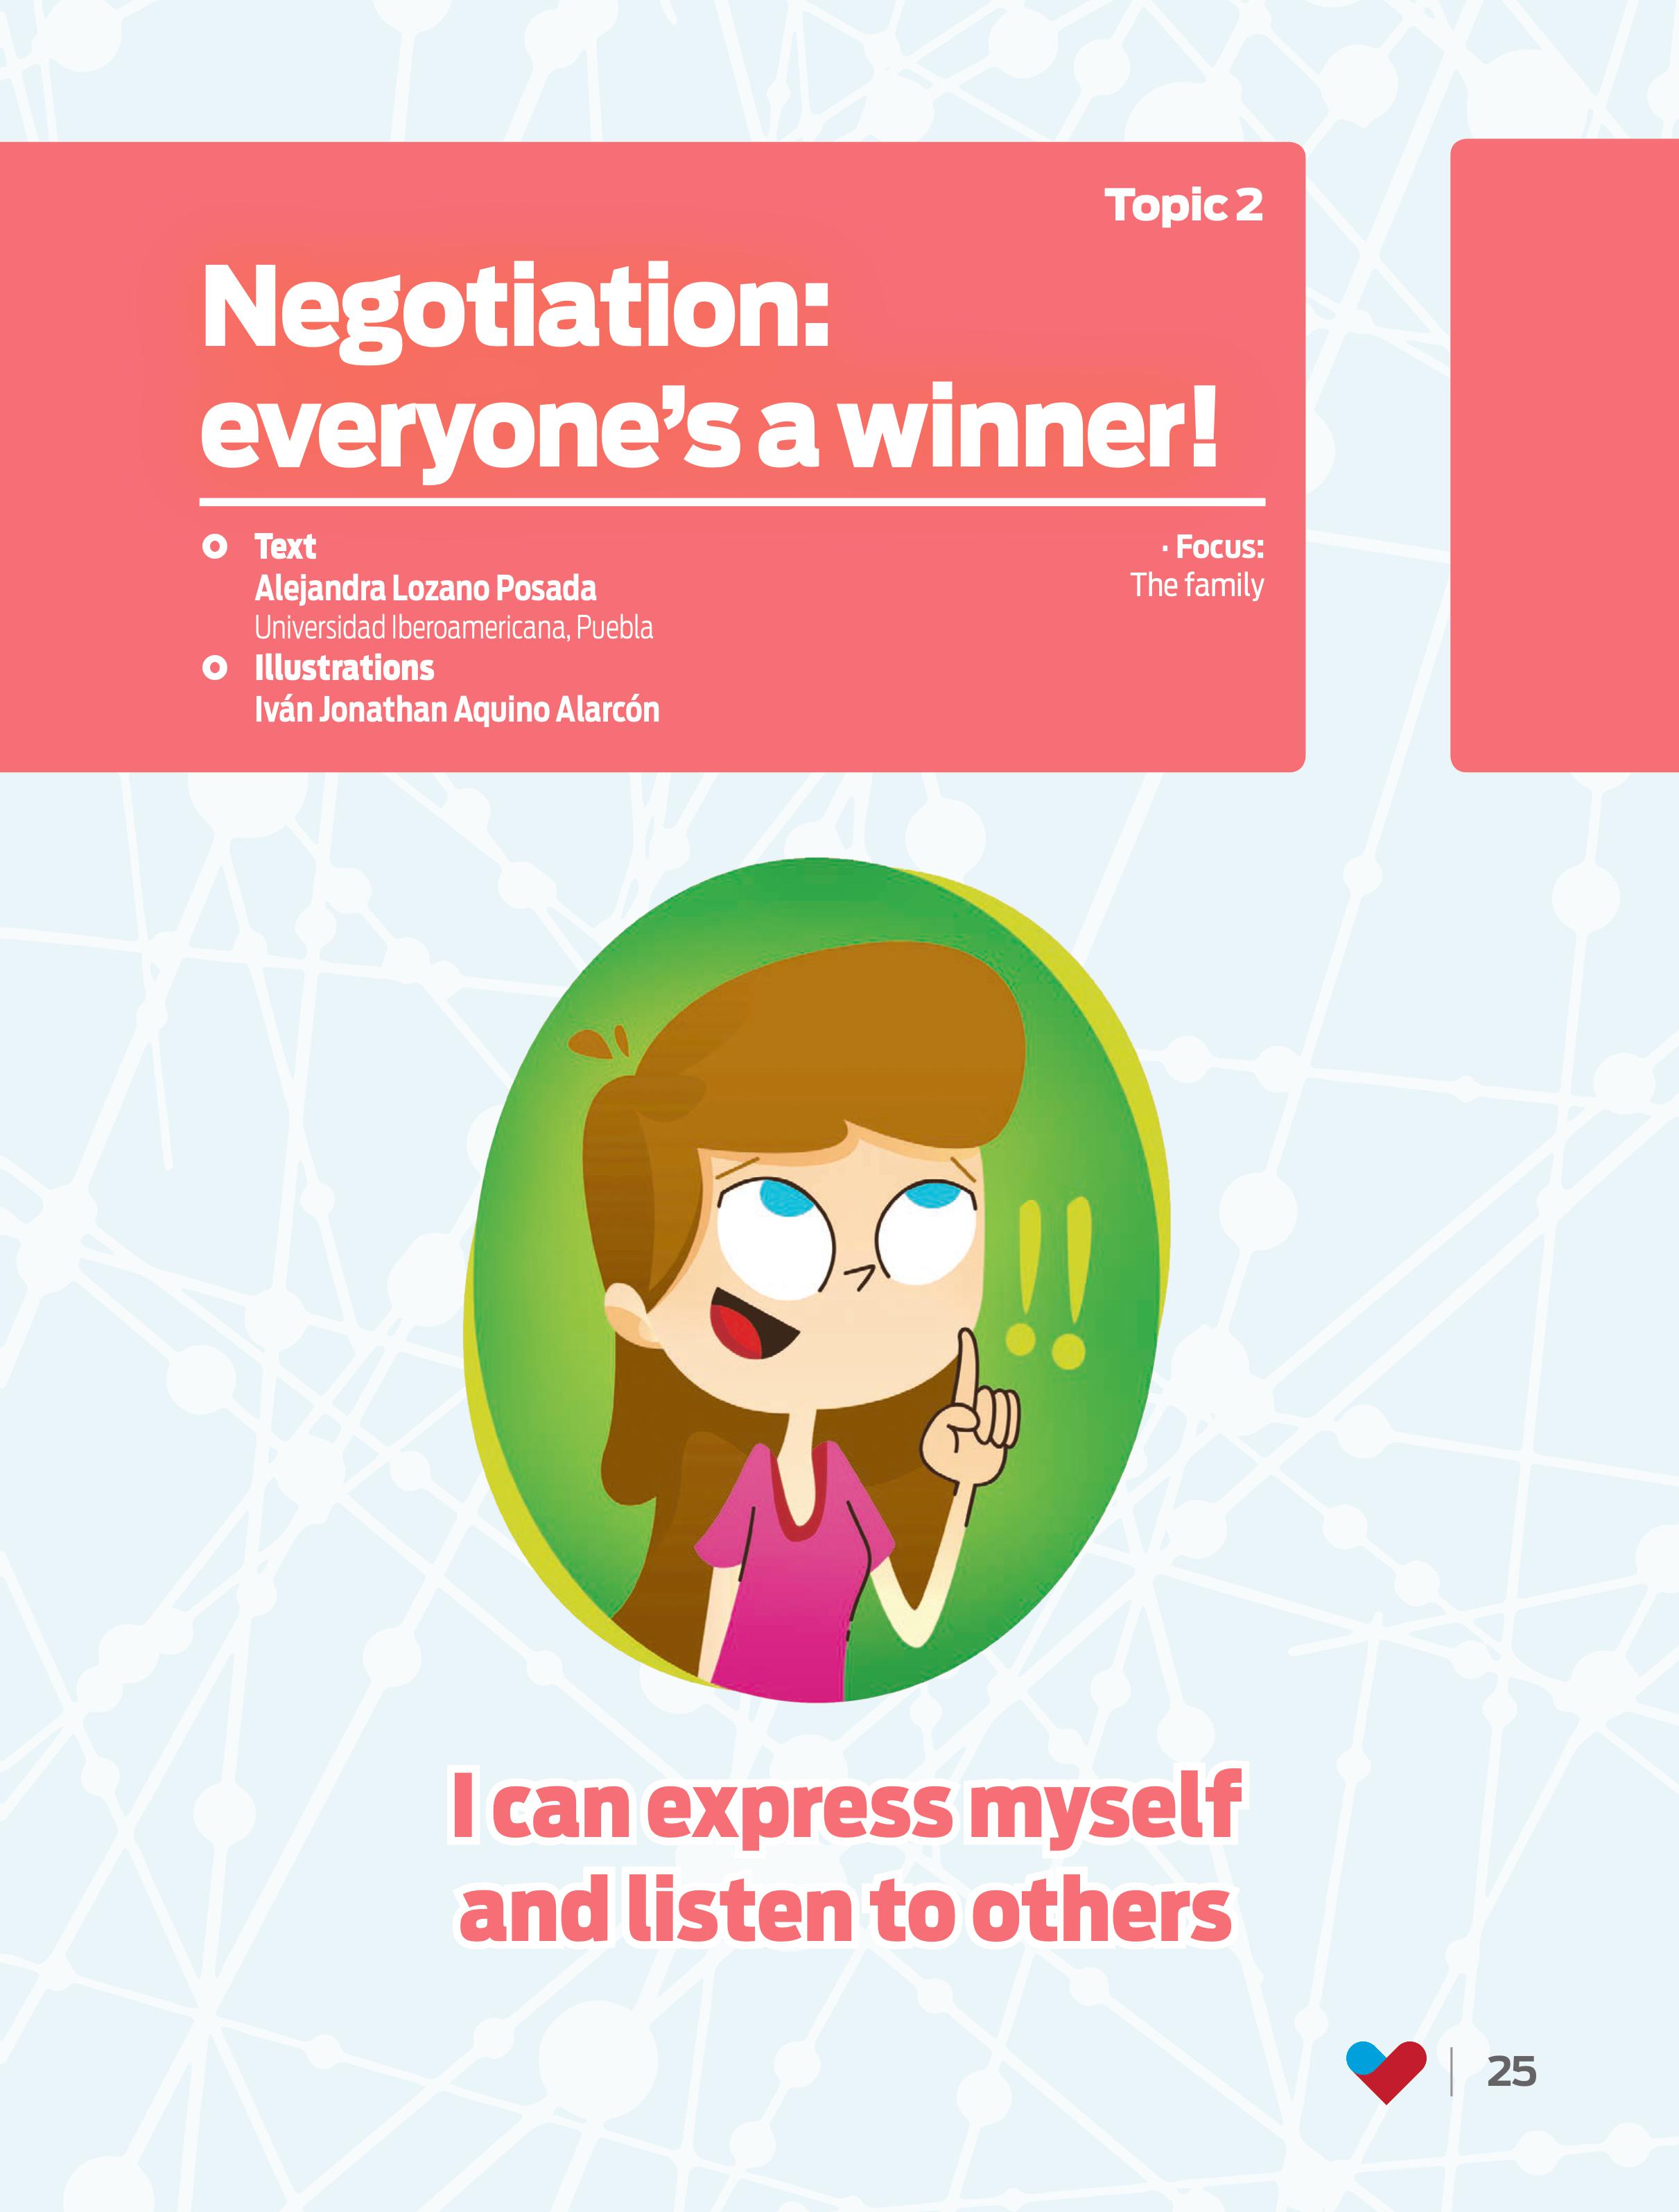 Topic 2
Negotiation:
everyone's a winner!
Text
Alejandra Lozano Posada
Universidad Iberoamericana, Puebla
Illustrations
Iván Jonathan Aquino Alarcón
· Focus:
The family
!!
I can express myself
and listen to others
25